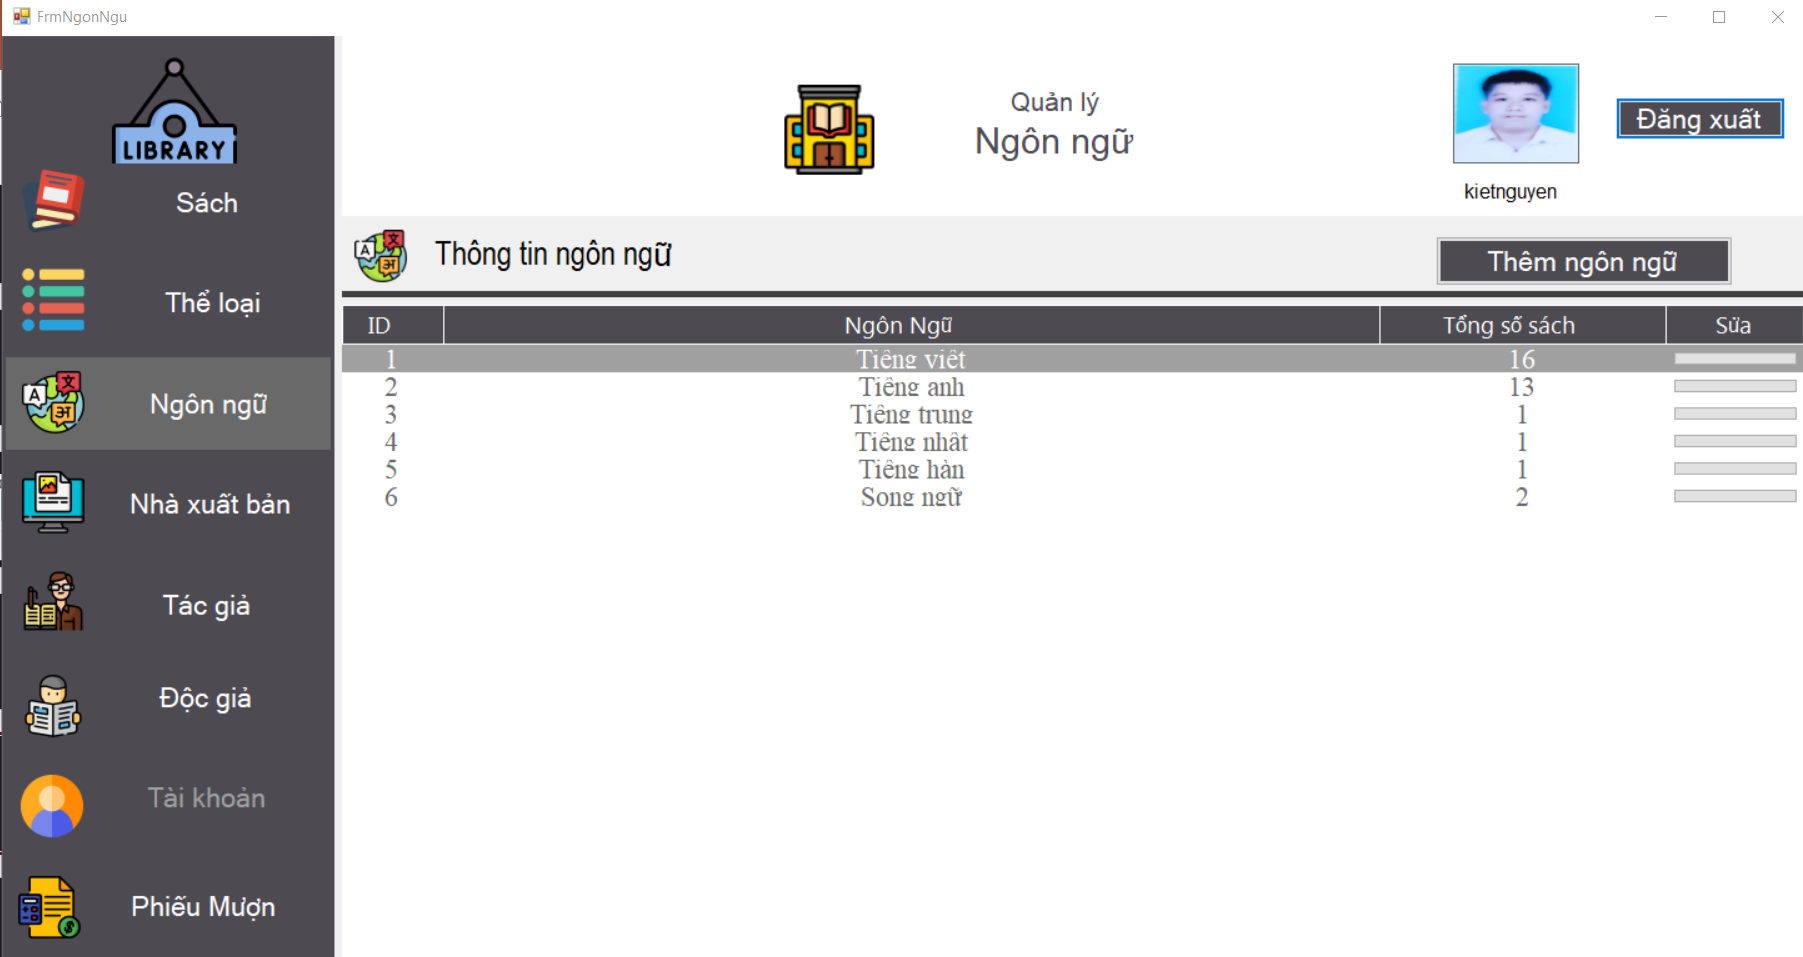 FrmNgonNgu
LIBRARY
Sách
Thể loại
Ngôn ngữ
Nhà xuất bản
Tác giả
Độc giả
Tài khoản
Phiếu Mượn
Quản lý
Ngôn ngữ
kietnguyen
Đăng xuất
Thông tin ngôn ngữ
Thêm ngôn ngữ
ID Ngôn Ngữ Tổng số sách Sửa
1 Tiếng việt 16
2 Tiếng anh 13
3 Tiếng trung 1
4 Tiếng nhật 1
5 Tiếng hàn 1
6 Song ngữ 2